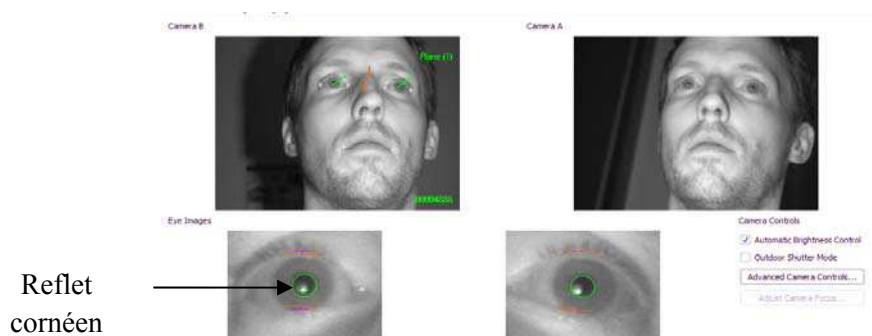 Camera B
Camera A
Plane (1)
Eye Images
Camera Controls
Automatic Brightness Control
Outdoor Shutter Mode
Advanced Camera Controls...
Adjust Camera Focus...
Reflet
cornéen